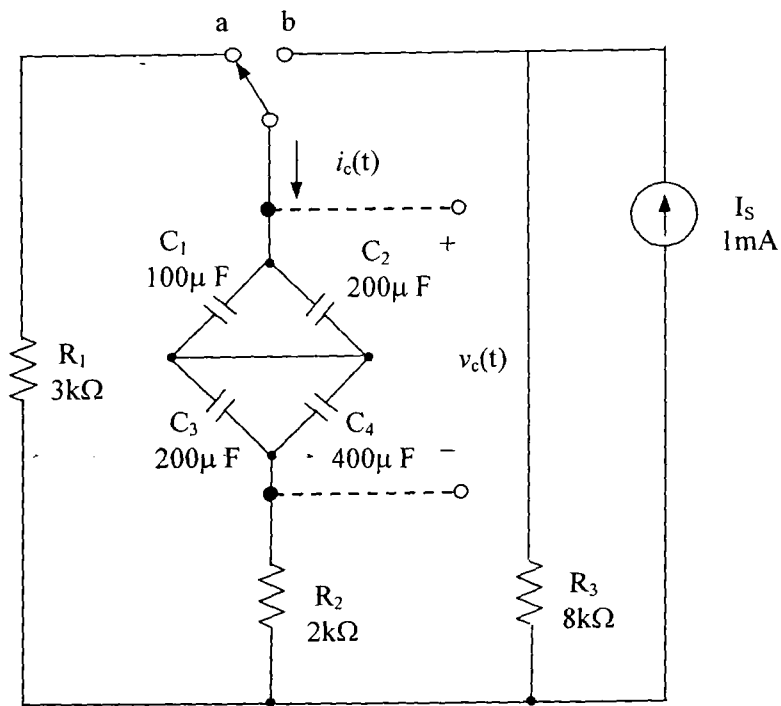 a b
i_c(t)
+
I_S
1mA
C_1
100μ F
C_2
200μ F
R_1
3kΩ
v_c(t)
C_3
200μ F
C_4
400μ F
−
R_2
2kΩ
R_3
8kΩ